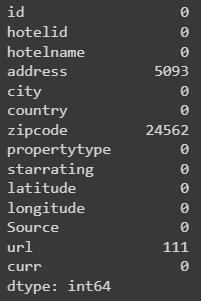 id 0
hotelid 0
hotelname 0
address 5093
city 0
country 0
zipcode 24562
propertytype 0
starrating 0
latitude 0
longitude 0
Source 0
url 111
curr 0
dtype: int64